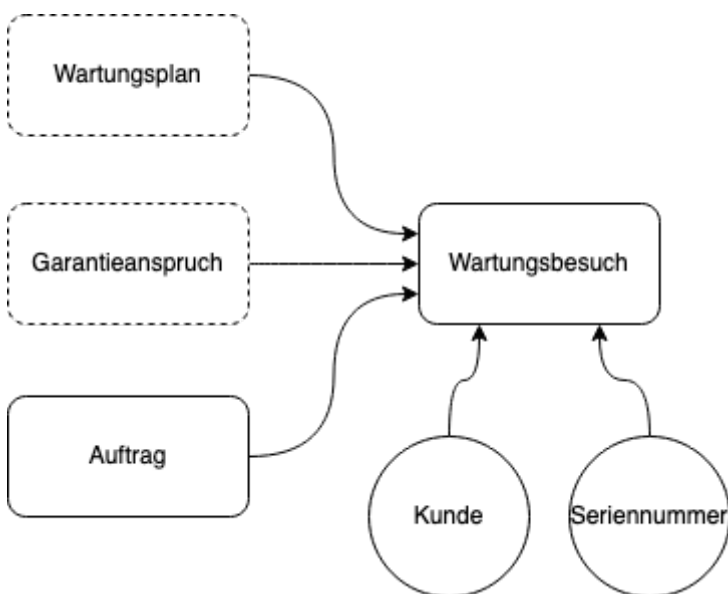 Wartungsplan
Garantieanspruch
Wartungsbesuch
Auftrag
Kunde
Seriennummer